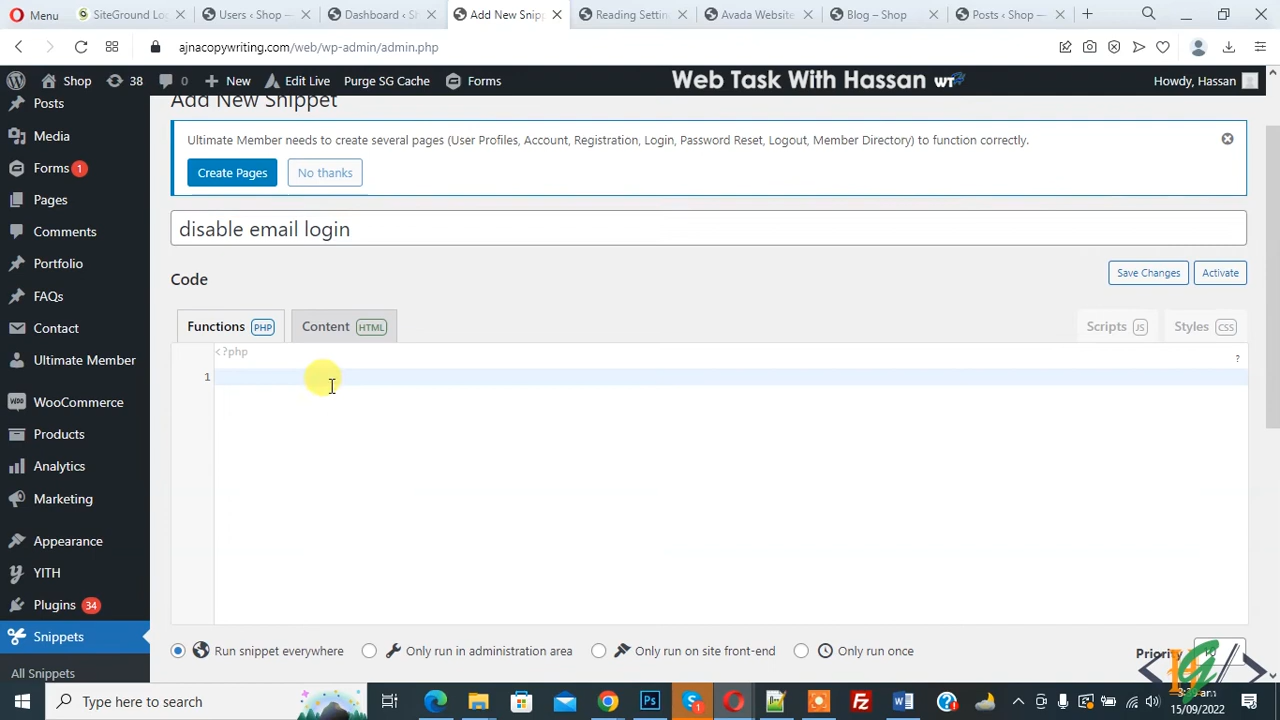 Menu
SiteGround Lo
Users ‹ Shop —
Dashboard ‹ Sh
Add New Snipp
Reading Settin
Avada Website
Blog – Shop
Posts ‹ Shop —
ajnacopywriting.com/web/wp-admin/admin.php
Shop
38
0
New
Edit Live
Purge SG Cache
Forms
Web Task With Hassan WT
Howdy, Hassan
Posts
Media
Forms 1
Pages
Comments
Portfolio
FAQs
Contact
Ultimate Member
WooCommerce
Products
Analytics
Marketing
Appearance
YITH
Plugins 34
Snippets
All Snippets
Add New Snippet
Ultimate Member needs to create several pages (User Profiles, Account, Registration, Login, Password Reset, Logout, Member Directory) to function correctly.
Create Pages
No thanks
disable email login
Code
Save Changes
Activate
Functions PHP
Content HTML
Scripts JS
Styles CSS
<?php
?
1
Run snippet everywhere
Only run in administration area
Only run on site front-end
Only run once
Priority
Type here to search
15/09/2022